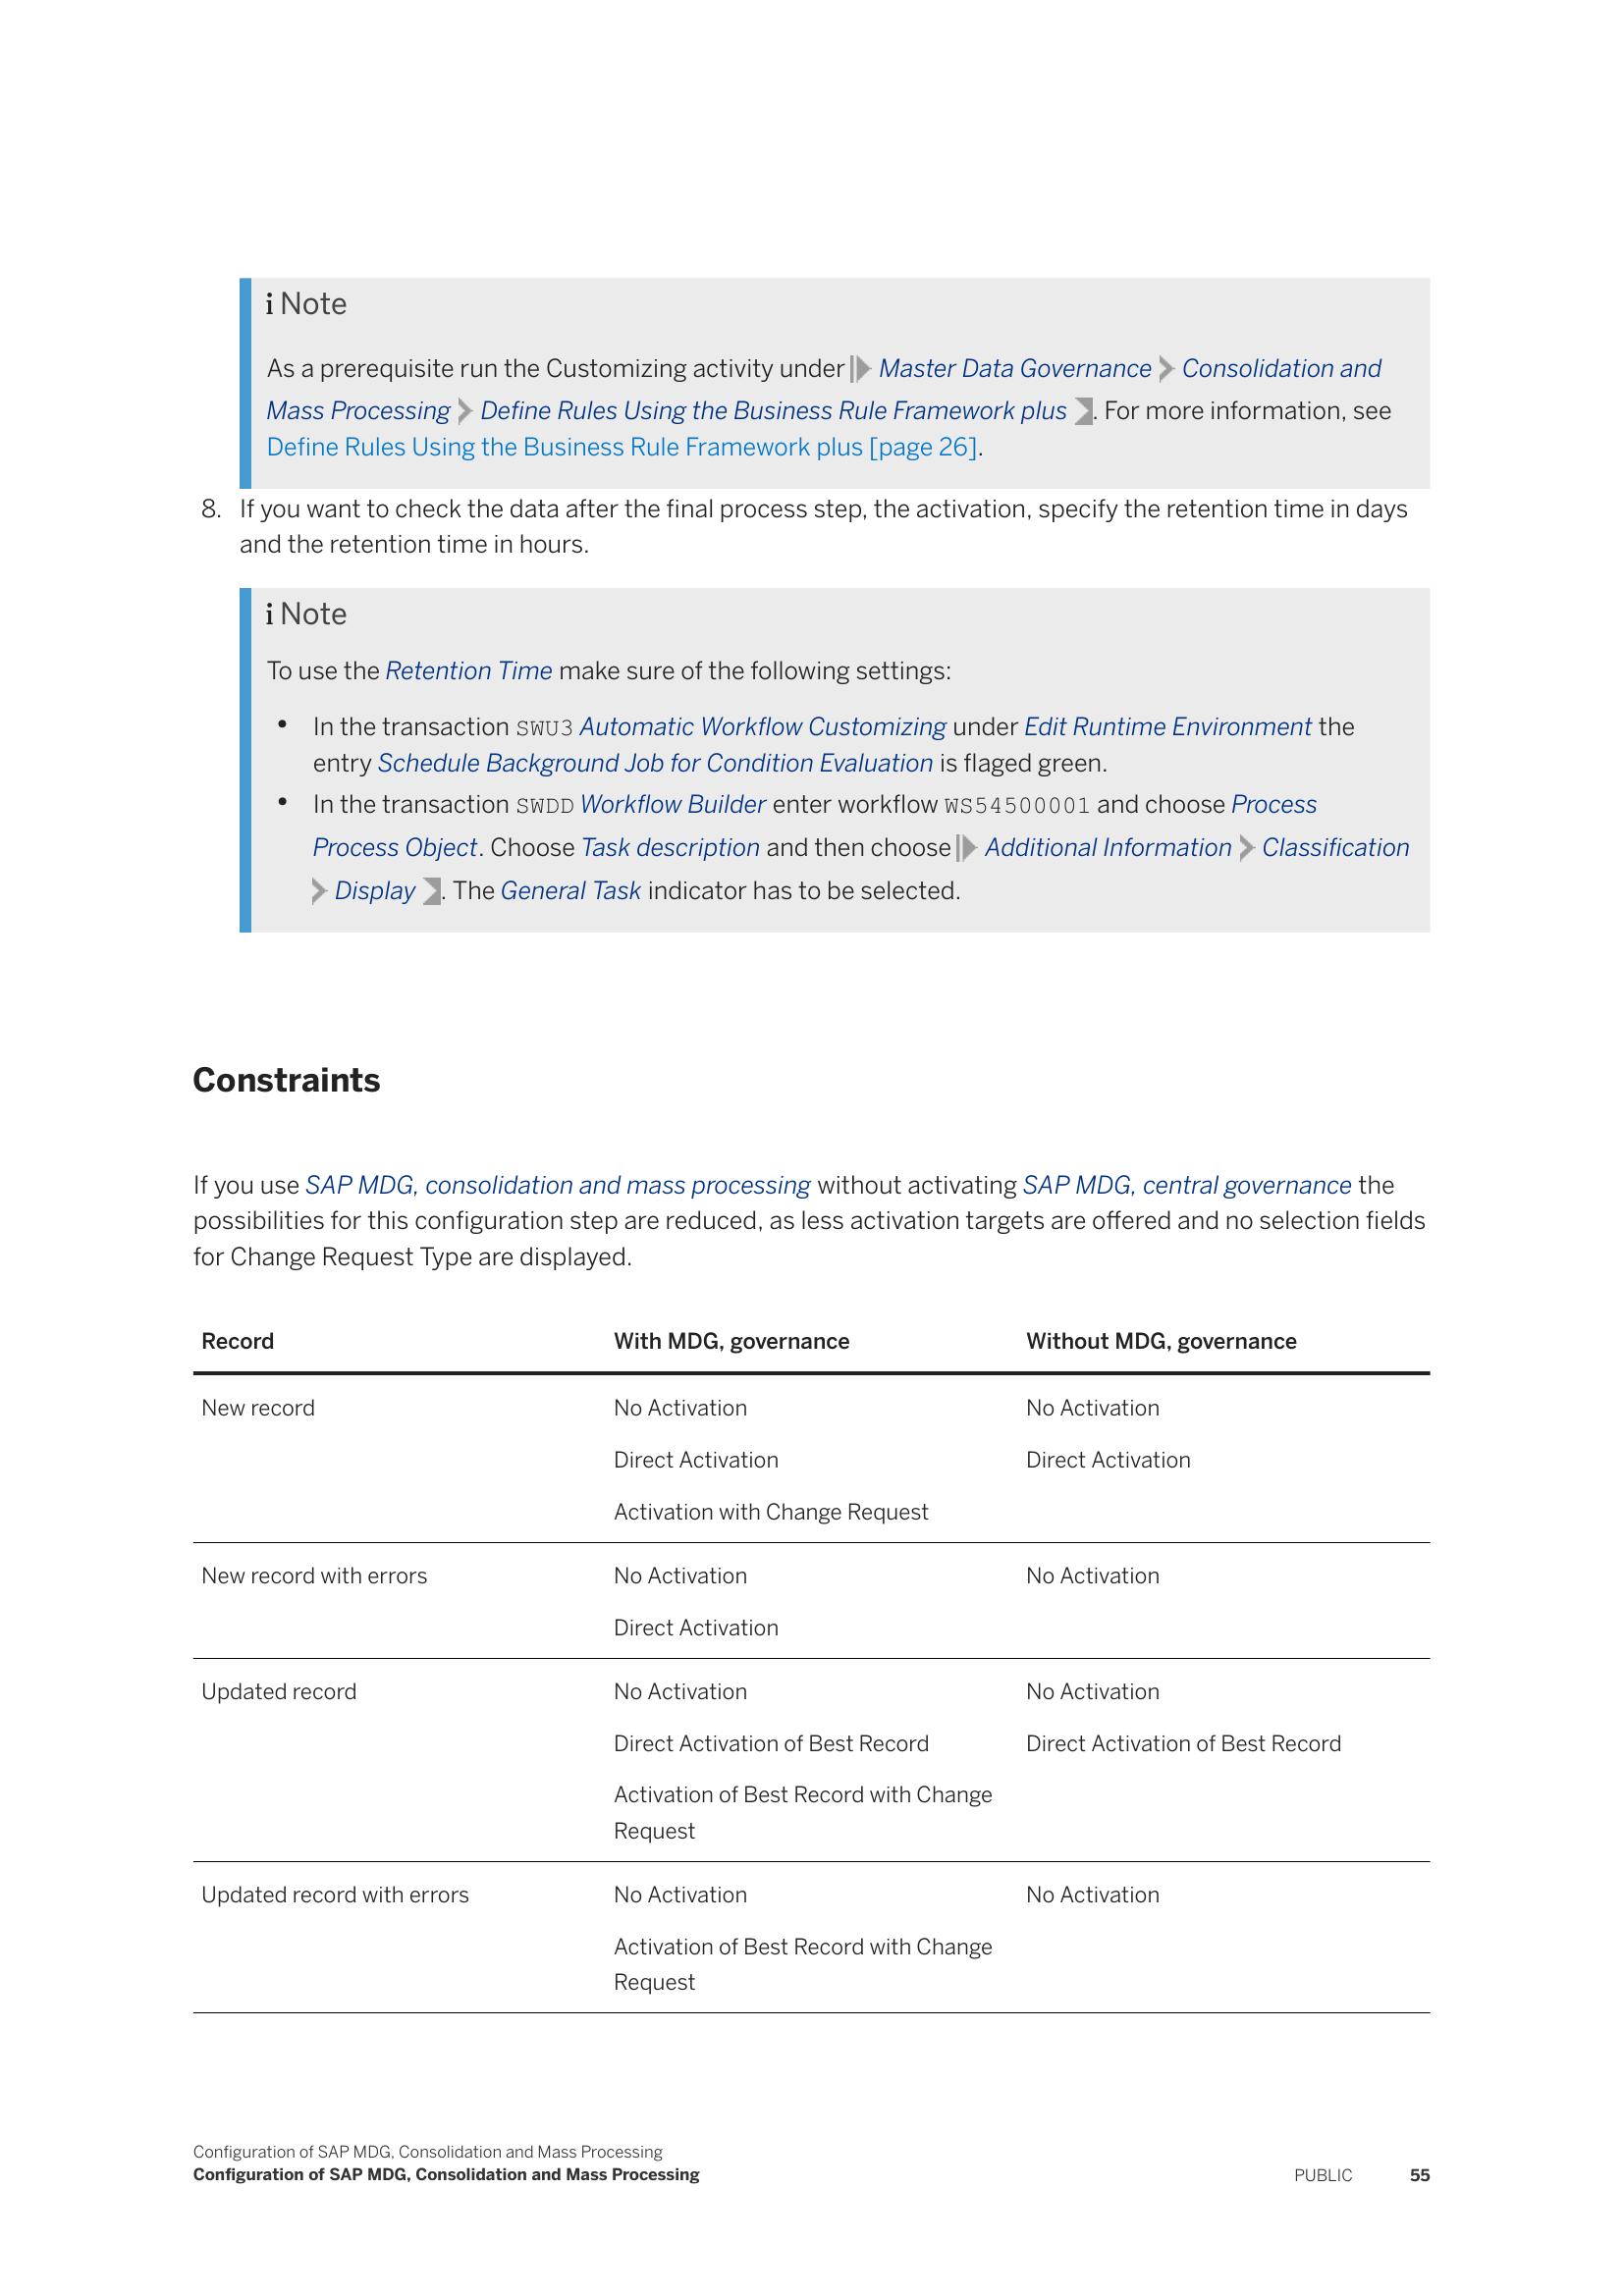 i Note
As a prerequisite run the Customizing activity under Master Data Governance Consolidation and
Mass Processing Define Rules Using the Business Rule Framework plus . For more information, see
Define Rules Using the Business Rule Framework plus [page 26].
8. If you want to check the data after the final process step, the activation, specify the retention time in days
and the retention time in hours.
i Note
To use the Retention Time make sure of the following settings:
• In the transaction SWU3 Automatic Workflow Customizing under Edit Runtime Environment the
entry Schedule Background Job for Condition Evaluation is flaged green.
• In the transaction SWDD Workflow Builder enter workflow WS54500001 and choose Process
Process Object. Choose Task description and then choose Additional Information Classification
Display . The General Task indicator has to be selected.
Constraints
If you use SAP MDG, consolidation and mass processing without activating SAP MDG, central governance the
possibilities for this configuration step are reduced, as less activation targets are offered and no selection fields
for Change Request Type are displayed.
Record With MDG, governance Without MDG, governance
New record No Activation No Activation
Direct Activation Direct Activation
Activation with Change Request
New record with errors No Activation No Activation
Direct Activation
Updated record No Activation No Activation
Direct Activation of Best Record Direct Activation of Best Record
Activation of Best Record with Change
Request
Updated record with errors No Activation No Activation
Activation of Best Record with Change
Request
Configuration of SAP MDG, Consolidation and Mass Processing
Configuration of SAP MDG, Consolidation and Mass Processing PUBLIC 55